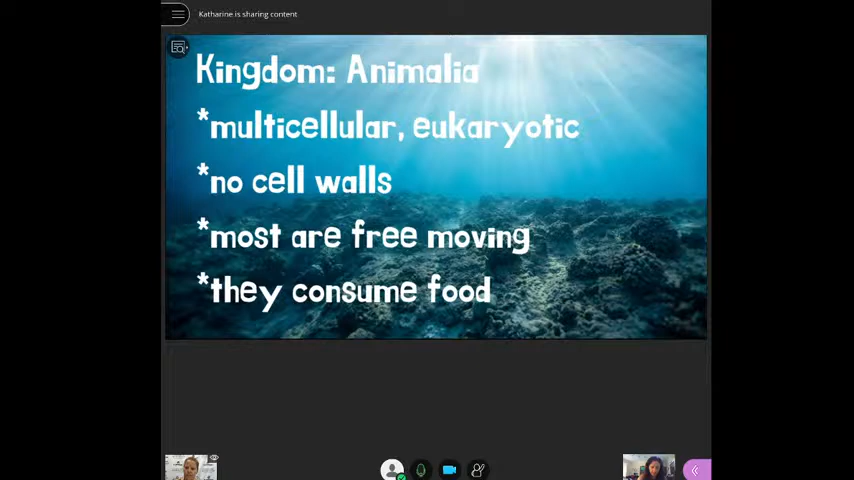 Katharine is sharing content
Kingdom: Animalia
*multicellular, eukaryotic
*no cell walls
*most are free moving
*they consume food